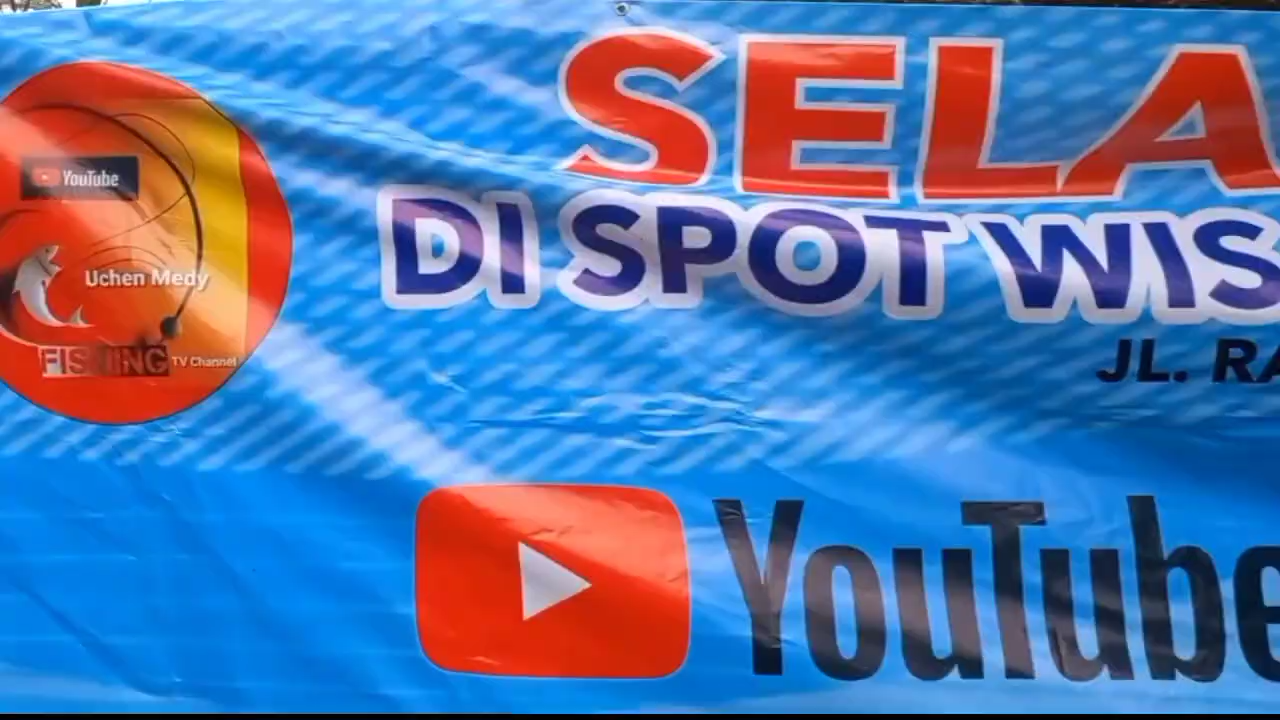 SELA
DI SPOT WIS
JL. RA
YouTube
Uchen Medy
FISHING TV Channel
YouTube